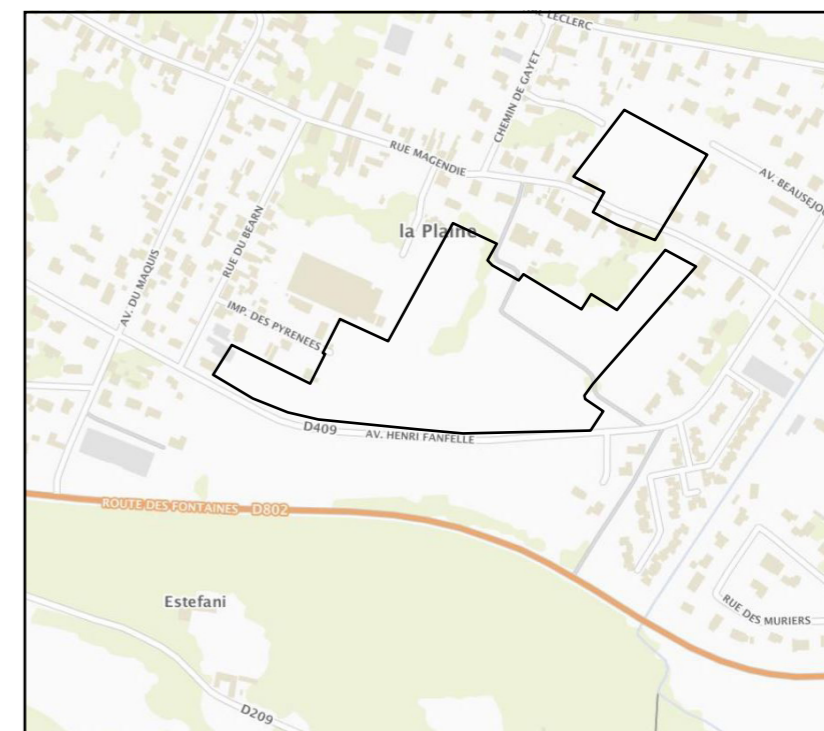 LECLERC
CHEMIN DE GAYET
RUE MAGENDIE
AV. BEAUSEJOU
la Plaine
RUE DU BEARN
AV. DU MAQUIS
IMP. DES PYRENEES
D409
AV. HENRI FANFELLE
ROUTE DES FONTAINES D802
Estefani
RUE DES MURIERS
D209